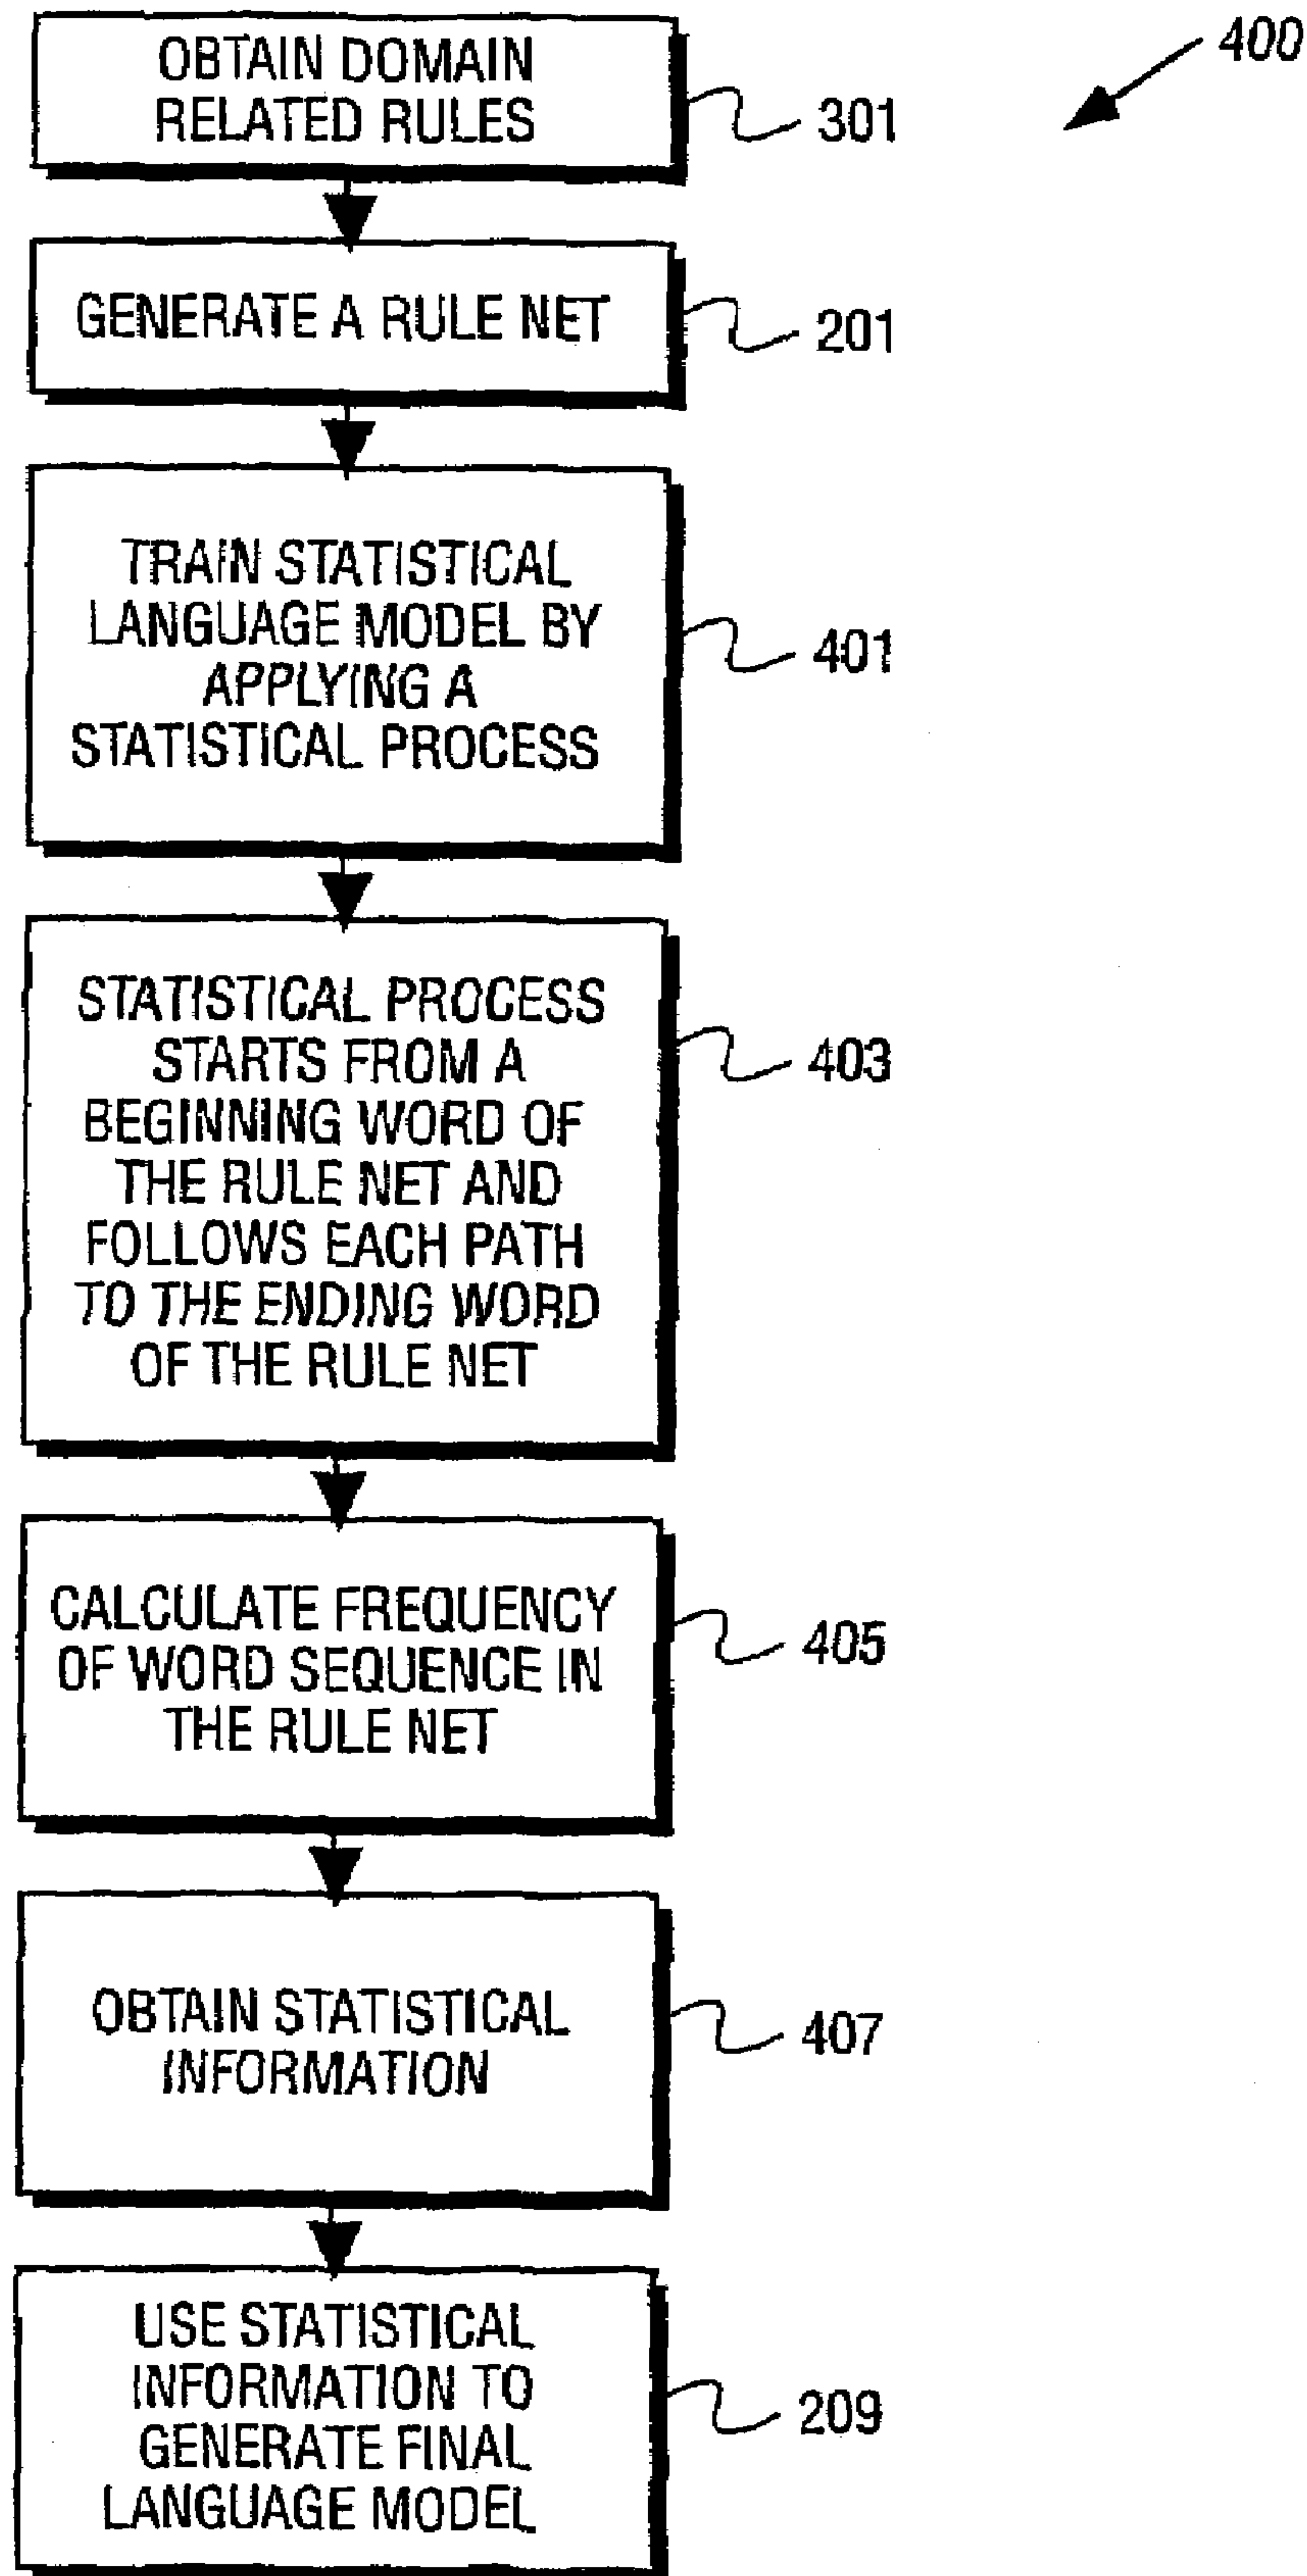 400
OBTAIN DOMAIN
RELATED RULES
301
GENERATE A RULE NET
201
TRAIN STATISTICAL
LANGUAGE MODEL BY
APPLYING A
STATISTICAL PROCESS
401
STATISTICAL PROCESS
STARTS FROM A
BEGINNING WORD OF
THE RULE NET AND
FOLLOWS EACH PATH
TO THE ENDING WORD
OF THE RULE NET
403
CALCULATE FREQUENCY
OF WORD SEQUENCE IN
THE RULE NET
405
OBTAIN STATISTICAL
INFORMATION
407
USE STATISTICAL
INFORMATION TO
GENERATE FINAL
LANGUAGE MODEL
209